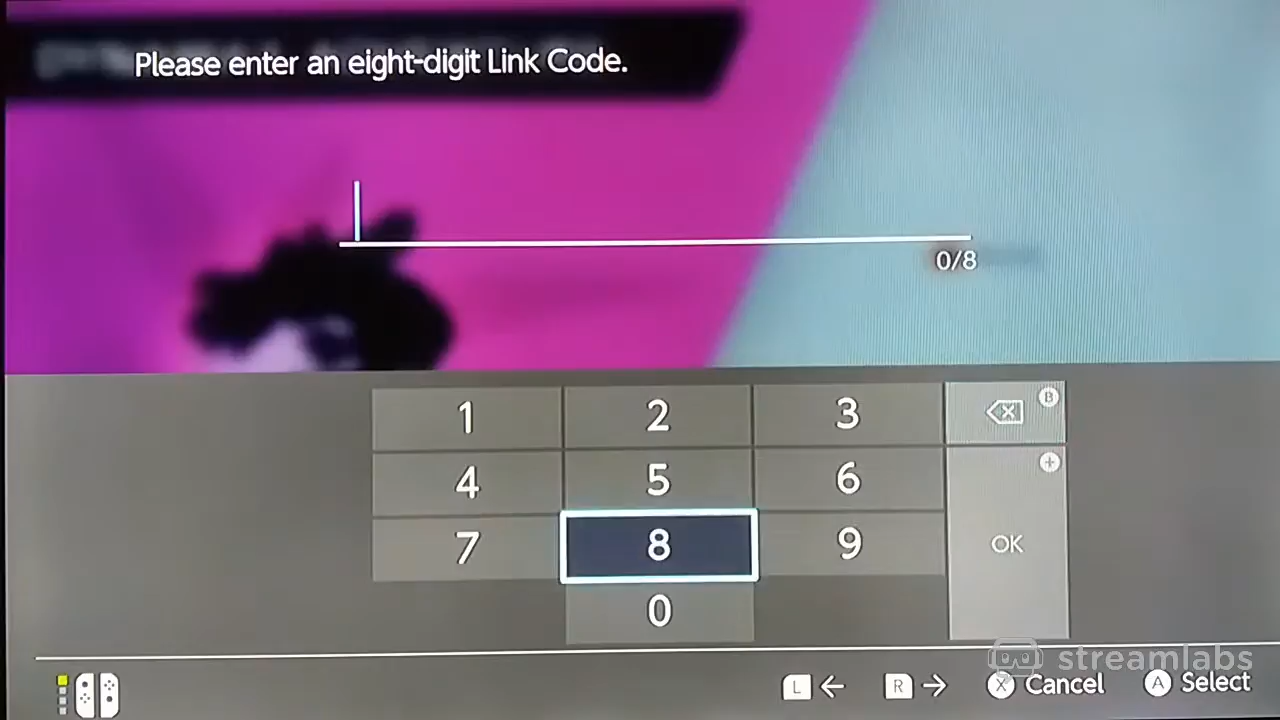 Please enter an eight-digit Link Code.
0/8
1 2 3 B
4 5 6 +
7 8 9 OK
0
streamlabs
L R X Cancel A Select